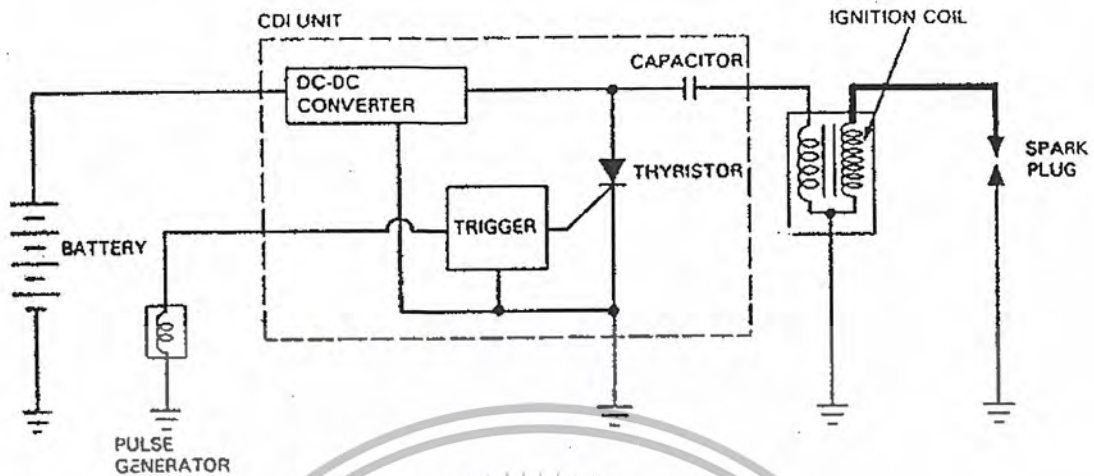 CDI UNIT
IGNITION COIL
CAPACITOR
DC-DC
CONVERTER
THYRISTOR
SPARK
PLUG
TRIGGER
BATTERY
PULSE
GENERATOR